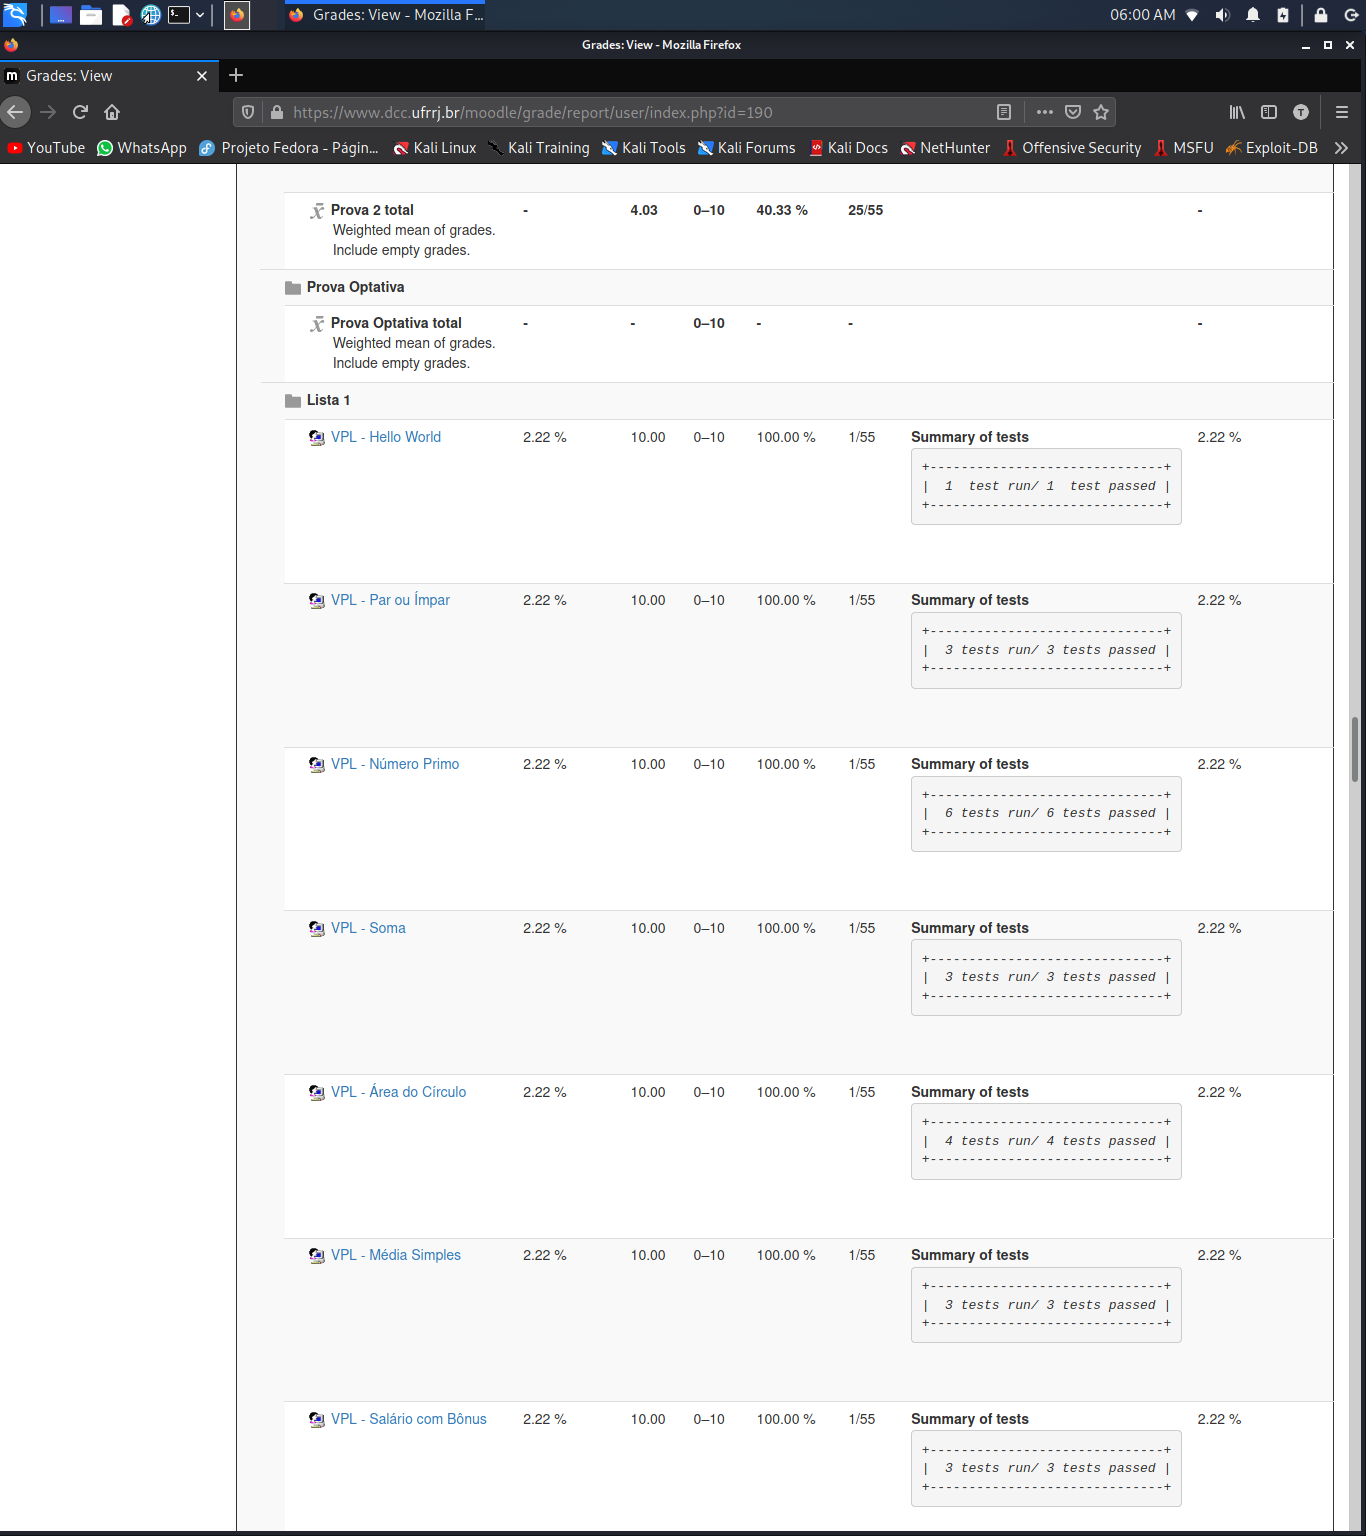 Grades: View - Mozilla F...
06:00 AM
Grades: View - Mozilla Firefox
m Grades: View
https://www.dcc.ufrrj.br/moodle/grade/report/user/index.php?id=190
T
YouTube WhatsApp Projeto Fedora - Págin... Kali Linux Kali Training Kali Tools Kali Forums Kali Docs NetHunter Offensive Security MSFU Exploit-DB
Prova 2 total - 4.03 0–10 40.33 % 25/55 -
Weighted mean of grades.
Include empty grades.
Prova Optativa
Prova Optativa total - - 0–10 - - -
Weighted mean of grades.
Include empty grades.
Lista 1
VPL - Hello World 2.22 % 10.00 0–10 100.00 % 1/55 Summary of tests 2.22 %
+------------------------------+
| 1 test run/ 1 test passed |
+------------------------------+
VPL - Par ou Ímpar 2.22 % 10.00 0–10 100.00 % 1/55 Summary of tests 2.22 %
+------------------------------+
| 3 tests run/ 3 tests passed |
+------------------------------+
VPL - Número Primo 2.22 % 10.00 0–10 100.00 % 1/55 Summary of tests 2.22 %
+------------------------------+
| 6 tests run/ 6 tests passed |
+------------------------------+
VPL - Soma 2.22 % 10.00 0–10 100.00 % 1/55 Summary of tests 2.22 %
+------------------------------+
| 3 tests run/ 3 tests passed |
+------------------------------+
VPL - Área do Círculo 2.22 % 10.00 0–10 100.00 % 1/55 Summary of tests 2.22 %
+------------------------------+
| 4 tests run/ 4 tests passed |
+------------------------------+
VPL - Média Simples 2.22 % 10.00 0–10 100.00 % 1/55 Summary of tests 2.22 %
+------------------------------+
| 3 tests run/ 3 tests passed |
+------------------------------+
VPL - Salário com Bônus 2.22 % 10.00 0–10 100.00 % 1/55 Summary of tests 2.22 %
+------------------------------+
| 3 tests run/ 3 tests passed |
+------------------------------+